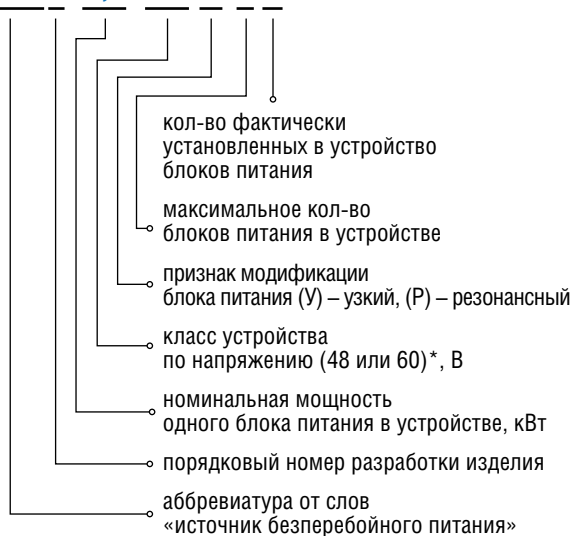 кол-во фактически
установленных в устройство
блоков питания
максимальное кол-во
блоков питания в устройстве
признак модификации
блока питания (У) – узкий, (Р) – резонансный
класс устройства
по напряжению (48 или 60)*, В
номинальная мощность
одного блока питания в устройстве, кВт
порядковый номер разработки изделия
аббревиатура от слов
«источник безперебойного питания»